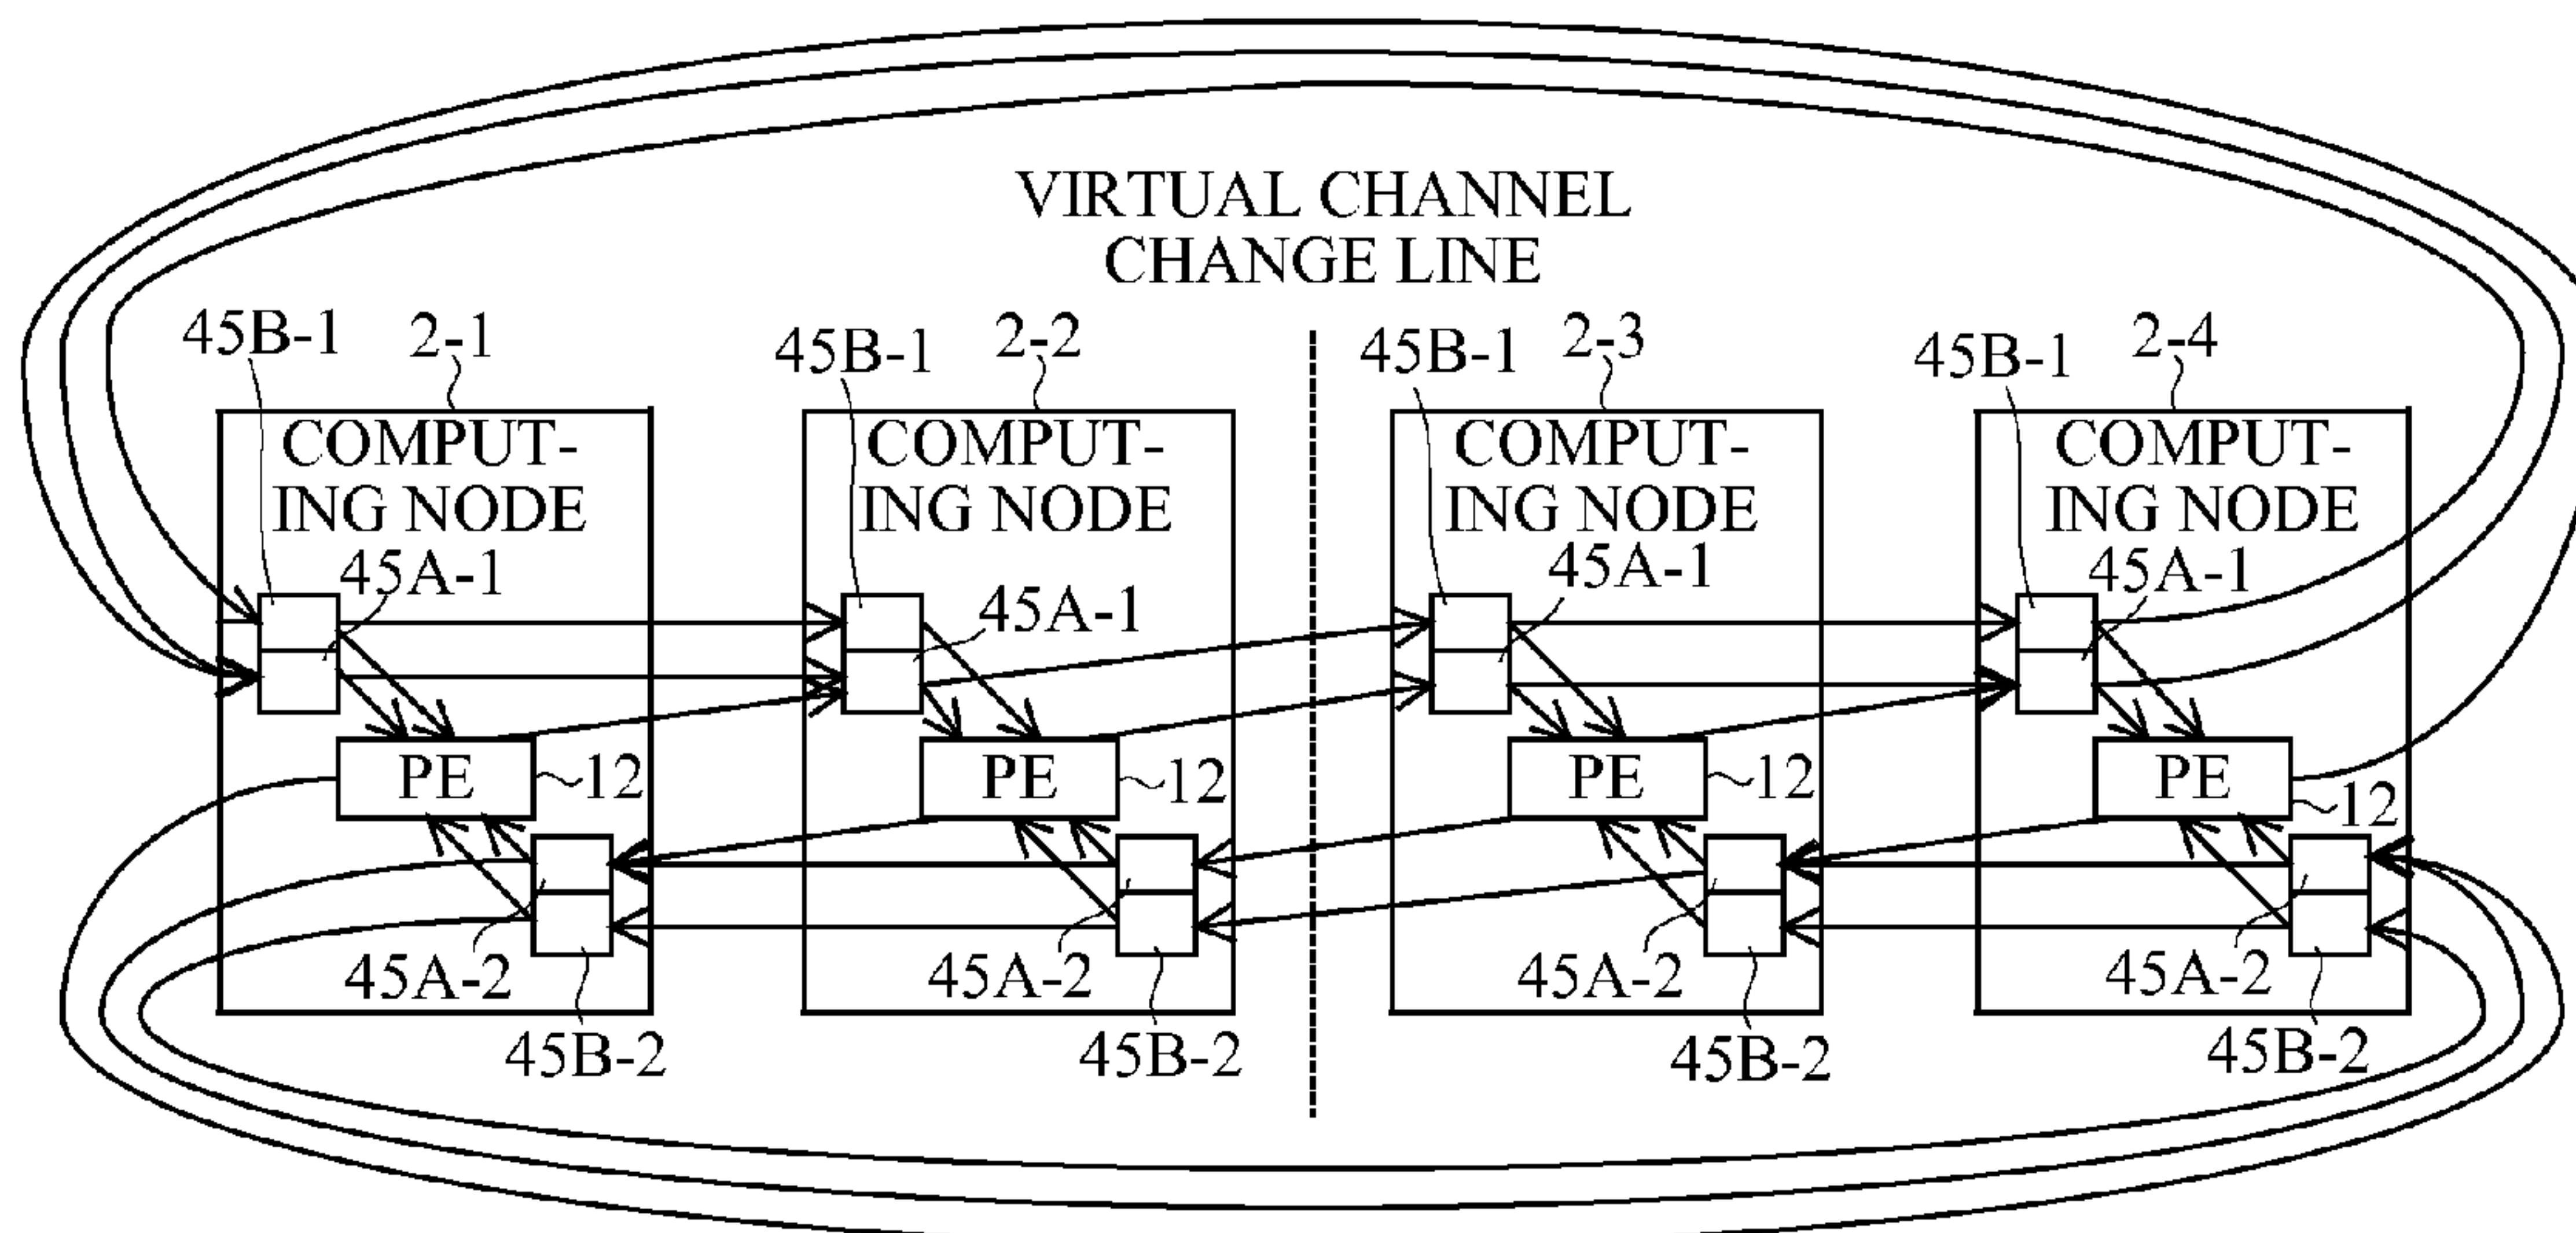 VIRTUAL CHANNEL
CHANGE LINE
45B-1
2-1
45B-1
2-2
45B-1
2-3
45B-1
2-4
COMPUT-
ING NODE
COMPUT-
ING NODE
COMPUT-
ING NODE
COMPUT-
ING NODE
45A-1
45A-1
45A-1
45A-1
PE
12
PE
12
PE
12
PE
12
45A-2
45A-2
45A-2
45A-2
45B-2
45B-2
45B-2
45B-2